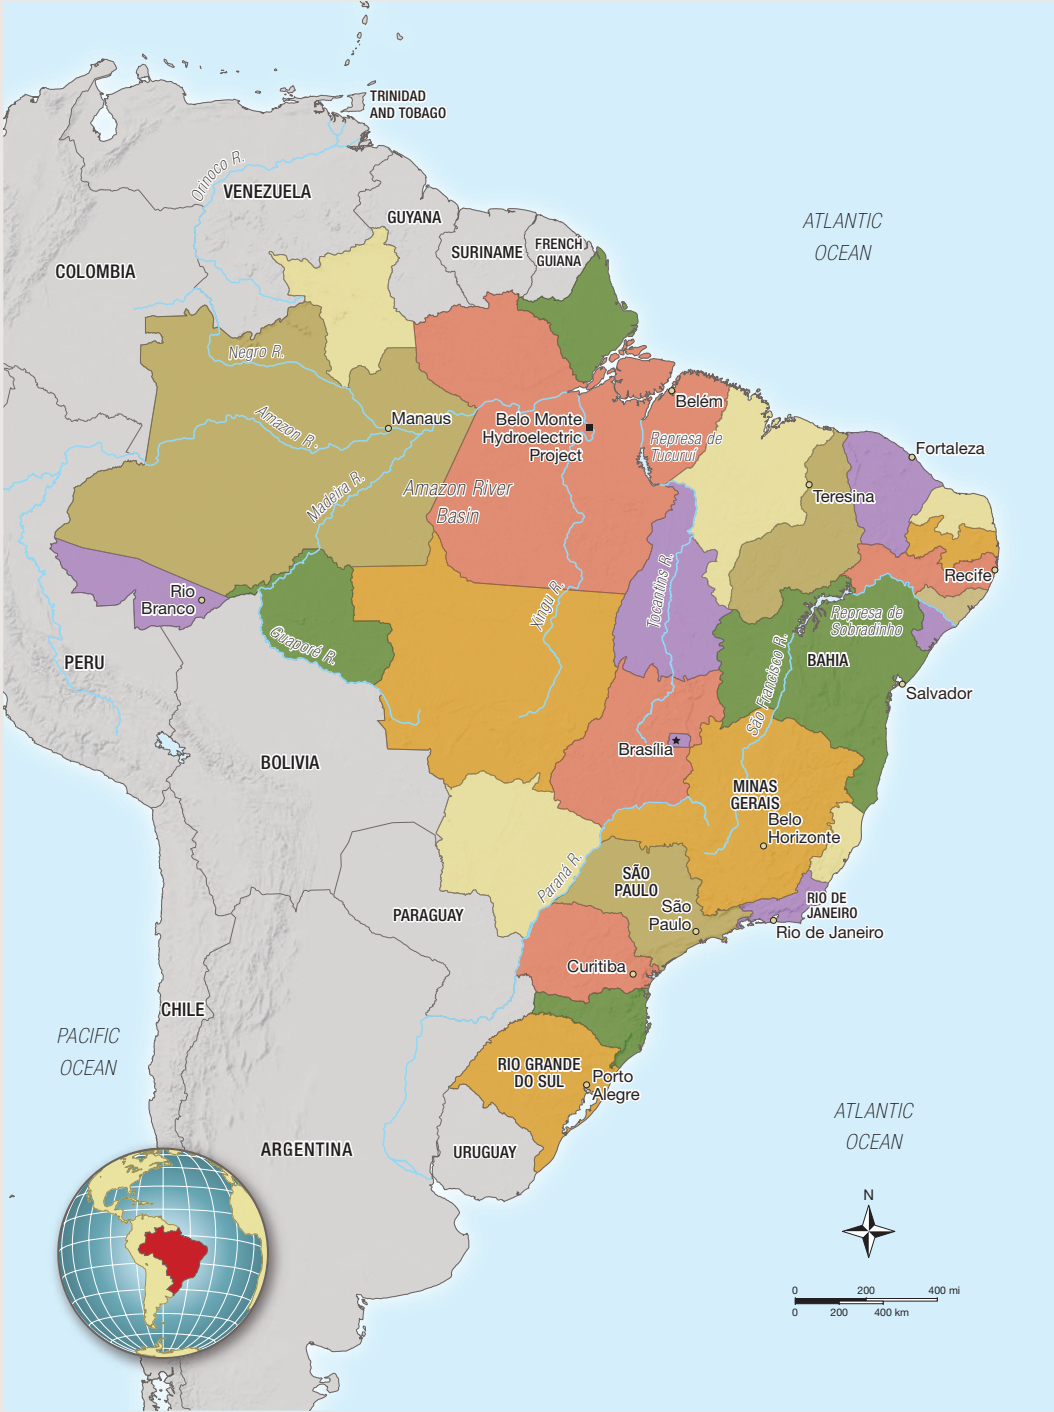 TRINIDAD
AND TOBAGO
Orinoco R.
VENEZUELA
GUYANA
SURINAME
FRENCH
GUIANA
ATLANTIC
OCEAN
COLOMBIA
Negro R.
Manaus
Amazon R.
Belo Monte
Hydroelectric
Project
Belém
Represa de
Tucuruí
Fortaleza
Teresina
Madeira R.
Amazon River
Basin
Recife
Rio
Branco
Xingu R.
Tocantins R.
Represa de
Sobradinho
Guaporé R.
PERU
BAHIA
São Francisco R.
Salvador
BOLIVIA
Brasília
MINAS
GERAIS
Belo
Horizonte
Paraná R.
SÃO
PAULO
São
Paulo
RIO DE
JANEIRO
Rio de Janeiro
PARAGUAY
Curitiba
CHILE
PACIFIC
OCEAN
RIO GRANDE
DO SUL
Porto
Alegre
ATLANTIC
OCEAN
ARGENTINA
URUGUAY
N
0 200 400 mi
0 200 400 km